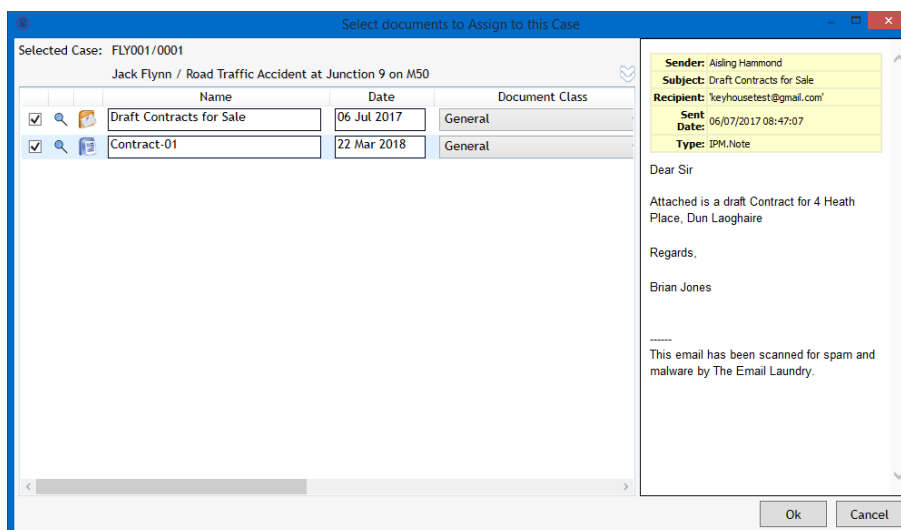 Select documents to Assign to this Case
Selected Case: FLY001/0001
Jack Flynn / Road Traffic Accident at Junction 9 on M50
Name Date Document Class
Draft Contracts for Sale 06 Jul 2017 General
Contract-01 22 Mar 2018 General
Sender: Aisling Hammond
Subject: Draft Contracts for Sale
Recipient: 'keyhousetest@gmail.com'
Sent Date: 06/07/2017 08:47:07
Type: IPM.Note
Dear Sir
Attached is a draft Contract for 4 Heath
Place, Dun Laoghaire
Regards,
Brian Jones
------
This email has been scanned for spam and
malware by The Email Laundry.
Ok Cancel